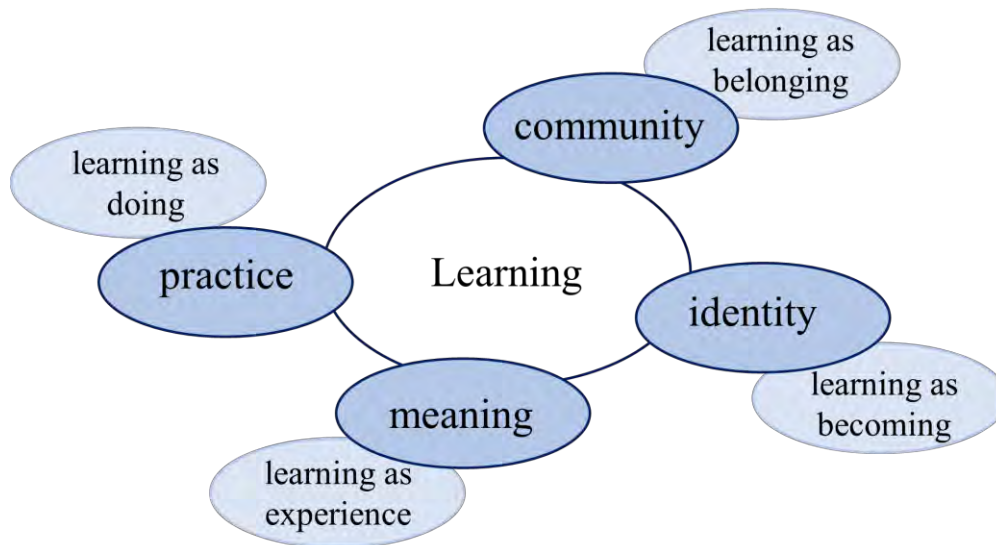 learning as
belonging
community
learning as
doing
practice
Learning
identity
learning as
becoming
meaning
learning as
experience